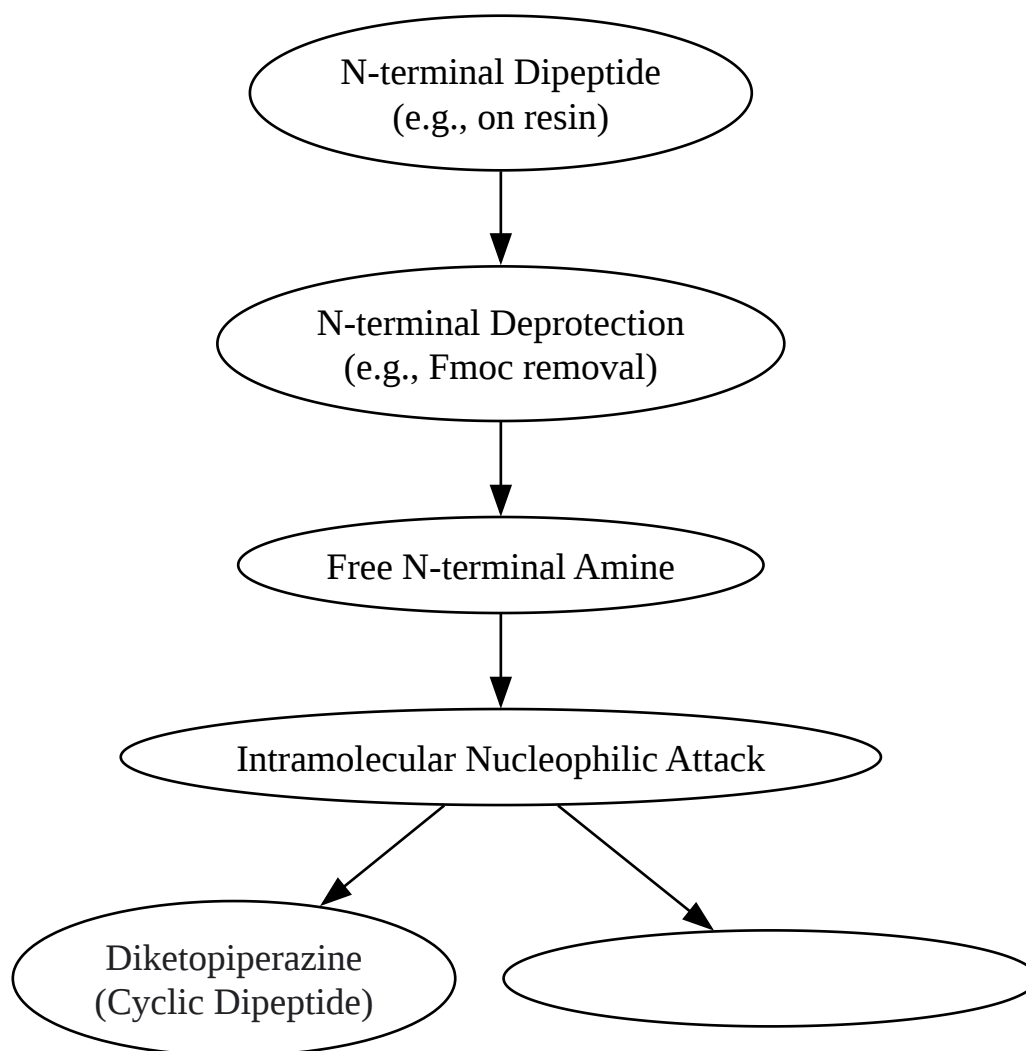 N-terminal Dipeptide
(e.g., on resin)
N-terminal Deprotection
(e.g., Fmoc removal)
Free N-terminal Amine
Intramolecular Nucleophilic Attack
Diketopiperazine
(Cyclic Dipeptide)